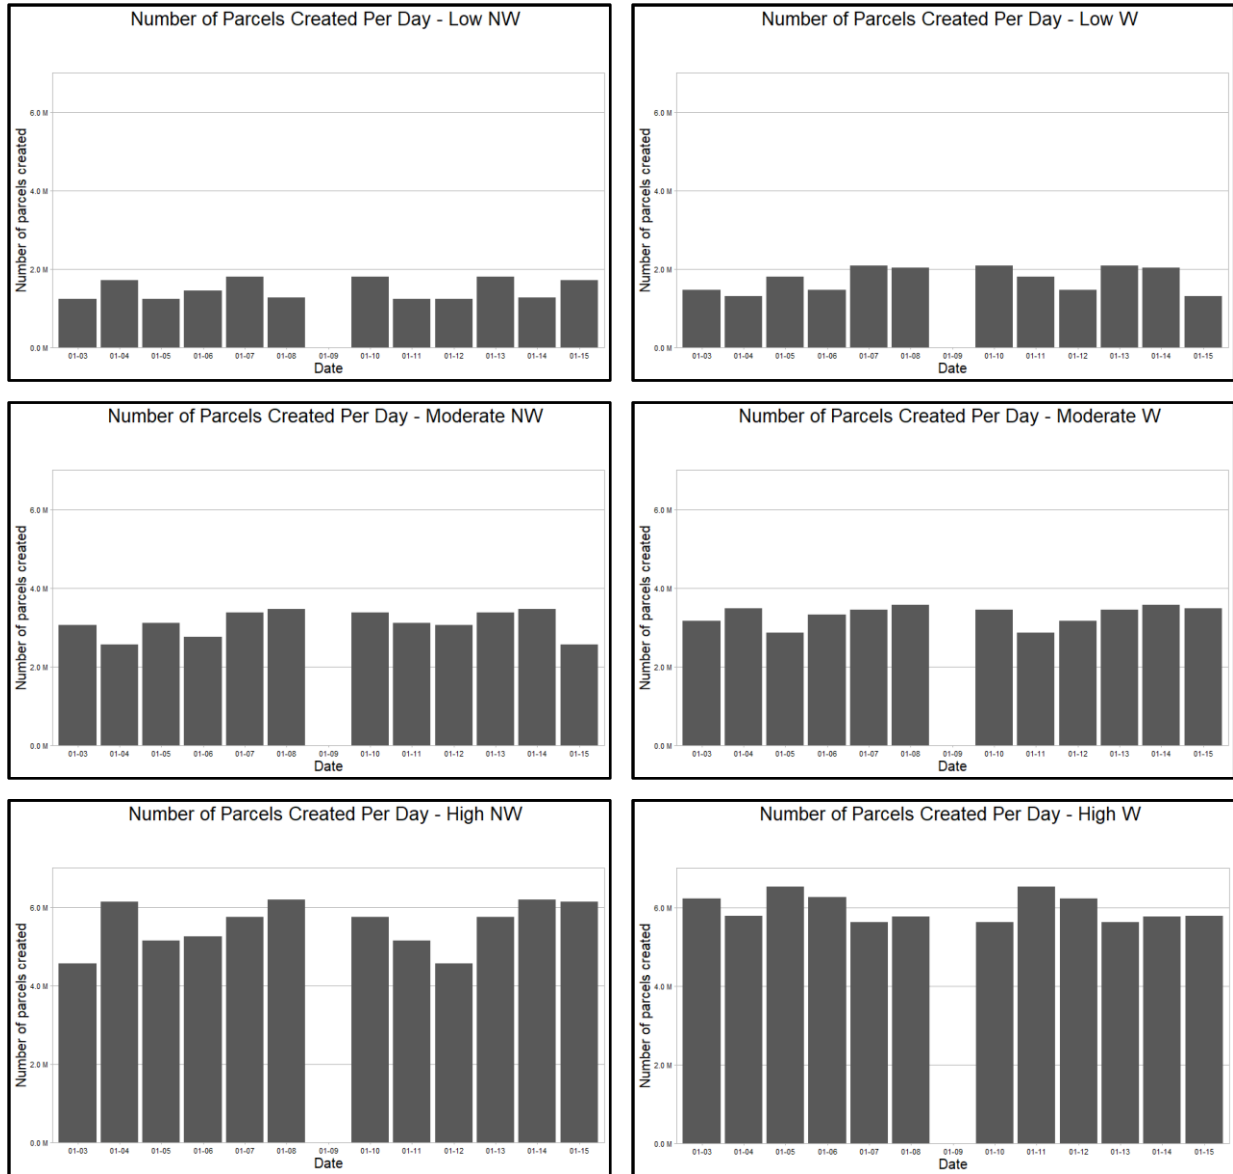 Number of Parcels Created Per Day - Low NW
Number of parcels created
6.0 M
4.0 M
2.0 M
0.0 M
01-03 01-04 01-05 01-06 01-07 01-08 01-09 01-10 01-11 01-12 01-13 01-14 01-15
Date
Number of Parcels Created Per Day - Low W
Number of parcels created
6.0 M
4.0 M
2.0 M
0.0 M
01-03 01-04 01-05 01-06 01-07 01-08 01-09 01-10 01-11 01-12 01-13 01-14 01-15
Date
Number of Parcels Created Per Day - Moderate NW
Number of parcels created
6.0 M
4.0 M
2.0 M
0.0 M
01-03 01-04 01-05 01-06 01-07 01-08 01-09 01-10 01-11 01-12 01-13 01-14 01-15
Date
Number of Parcels Created Per Day - Moderate W
Number of parcels created
6.0 M
4.0 M
2.0 M
0.0 M
01-03 01-04 01-05 01-06 01-07 01-08 01-09 01-10 01-11 01-12 01-13 01-14 01-15
Date
Number of Parcels Created Per Day - High NW
Number of parcels created
6.0 M
4.0 M
2.0 M
0.0 M
01-03 01-04 01-05 01-06 01-07 01-08 01-09 01-10 01-11 01-12 01-13 01-14 01-15
Date
Number of Parcels Created Per Day - High W
Number of parcels created
6.0 M
4.0 M
2.0 M
0.0 M
01-03 01-04 01-05 01-06 01-07 01-08 01-09 01-10 01-11 01-12 01-13 01-14 01-15
Date